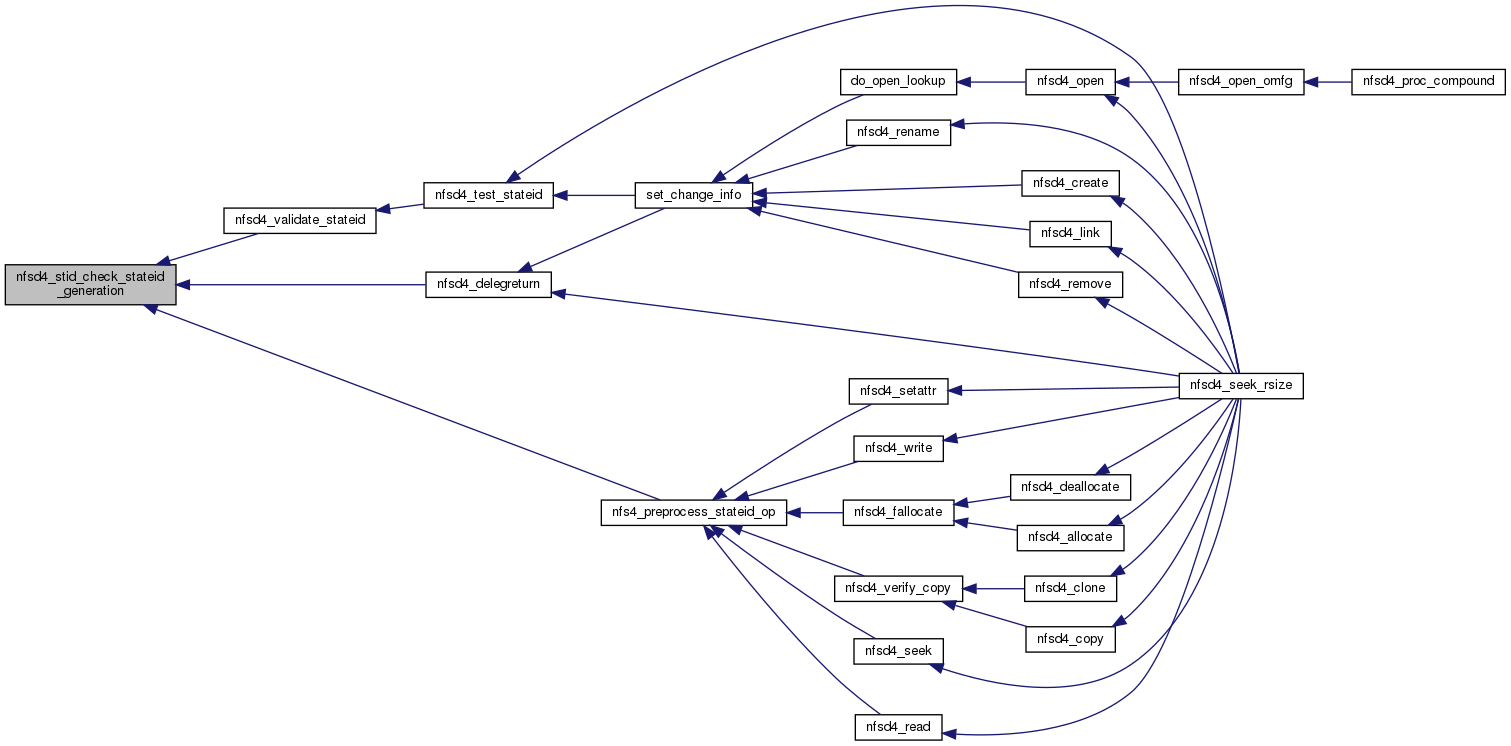 do_open_lookup
nfsd4_open
nfsd4_open_omfg
nfsd4_proc_compound
nfsd4_rename
nfsd4_test_stateid
set_change_info
nfsd4_create
nfsd4_validate_stateid
nfsd4_link
nfsd4_stid_check_stateid
_generation
nfsd4_delegreturn
nfsd4_remove
nfsd4_setattr
nfsd4_seek_rsize
nfsd4_write
nfsd4_deallocate
nfs4_preprocess_stateid_op
nfsd4_fallocate
nfsd4_allocate
nfsd4_verify_copy
nfsd4_clone
nfsd4_copy
nfsd4_seek
nfsd4_read